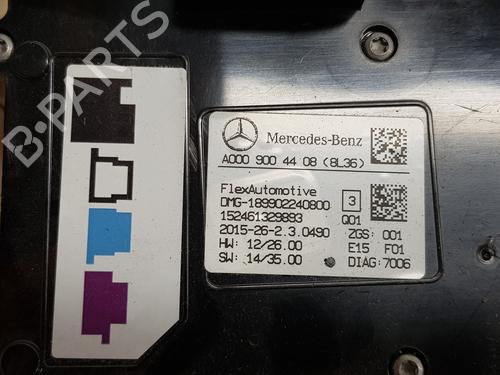 B-PARTS
Mercedes-Benz
A000 900 44 08 (8L36)
FlexAutomotive
DMG-189902240800
152461329893
2015-26-2.3.0490
HW: 12/26.00
SW: 14/35.00
3
Q01
ZGS: 001
E15 F01
DIAG:7006